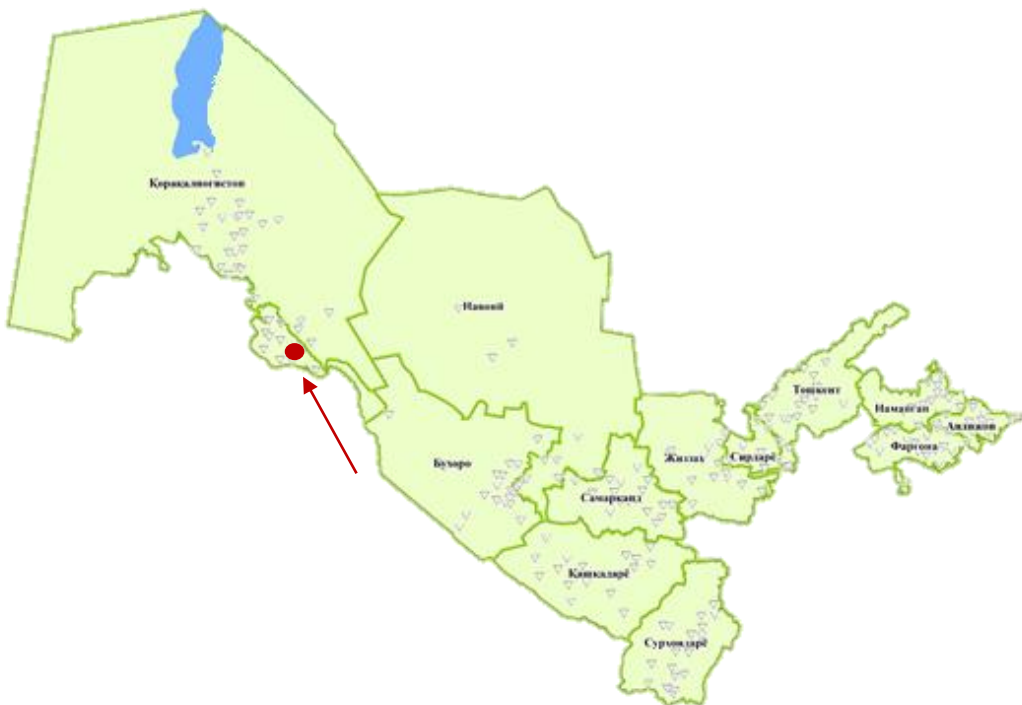 Қорақалпоғистон
Навоий
Тошкент
Наманган
Андижон
Фарғона
Сирдарё
Жиззах
Бухоро
Самарқанд
Қашқадарё
Сурхондарё